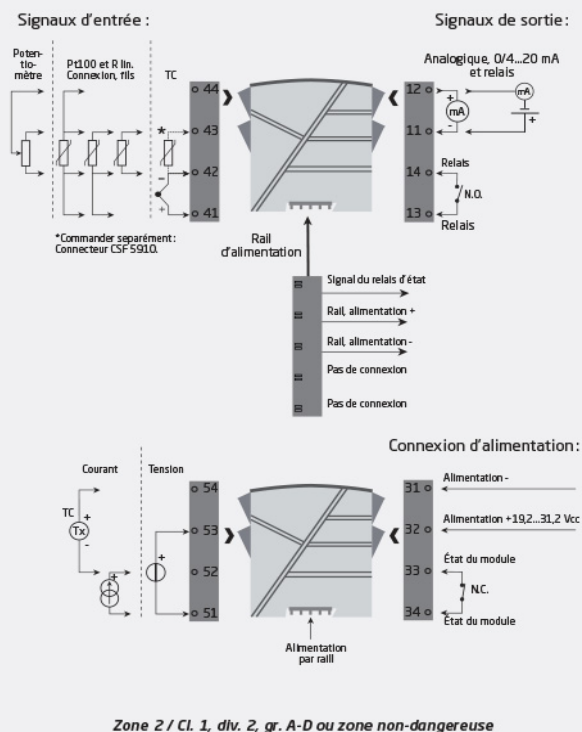 Signaux d'entrée :
Signaux de sortie :
Poten-
tio-
mètre
Pt100 et R lin.
Connexion, fils
TC
44
43
42
41
*
-
+
*Commander separément :
Connecteur CSF 5910.
Analogique, 0/4...20 mA
et relais
12
11
14
13
+
mA
-
mA
+
Relais
N.O.
Relais
Rail
d'alimentation
Signal du relais d'état
Rail, alimentation +
Rail, alimentation -
Pas de connexion
Pas de connexion
Connexion d'alimentation :
Courant
Tension
TC
+
Tx
-
+
+
54
53
52
51
31
32
33
34
Alimentation -
Alimentation +19,2...31,2 Vcc
État du module
N.C.
État du module
Alimentation
par raill
Zone 2 / Cl. 1, div. 2, gr. A-D ou zone non-dangereuse